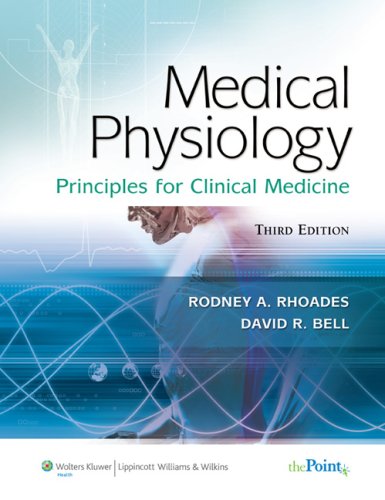 Medical
Physiology
Principles for Clinical Medicine
THIRD EDITION
RODNEY A. RHOADES
DAVID R. BELL
Wolters Kluwer | Lippincott Williams & Wilkins
Health
thePoint